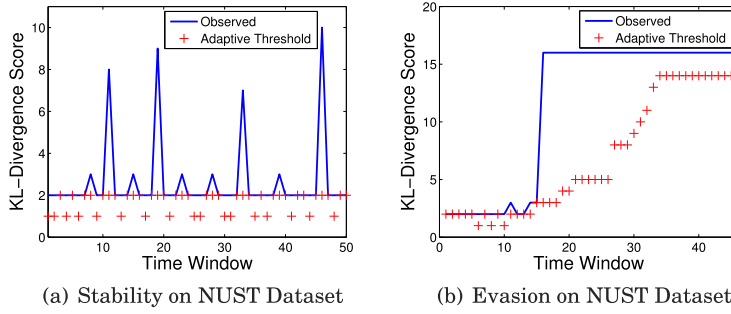 Observed
Adaptive Threshold
KL-Divergence Score
10
8
6
4
2
0
10 20 30 40 50
Time Window
(a) Stability on NUST Dataset
Observed
Adaptive Threshold
KL-Divergence Score
20
15
10
5
0
0 10 20 30 40
Time Window
(b) Evasion on NUST Dataset